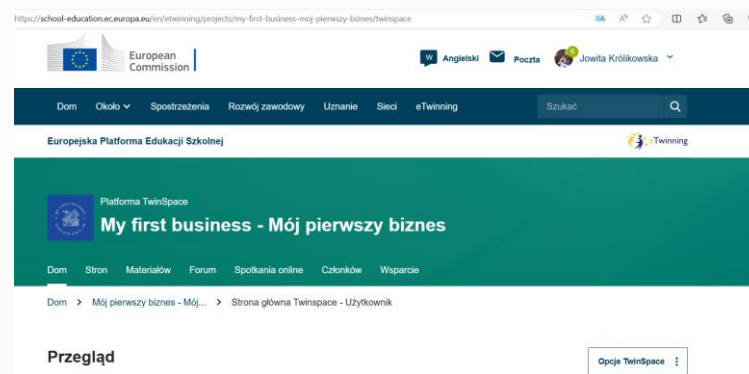 https://school-education.ec.europa.eu/en/etwinning/projects/my-first-business-moj-pierwszy-biznes/twinspace
European
Commission
W Angielski Poczta 6 Jowita Królikowska
Dom Około Spostrzeżenia Rozwój zawodowy Uznanie Sieci eTwinning Szukać
Europejska Platforma Edukacji Szkolnej eTwinning
Platforma TwinSpace
My first business - Mój pierwszy biznes
Dom Stron Materiałów Forum Spotkania online Członków Wsparcie
Dom > Mój pierwszy biznes - Mój... > Strona główna Twinspace - Użytkownik
Przegląd Opcje TwinSpace